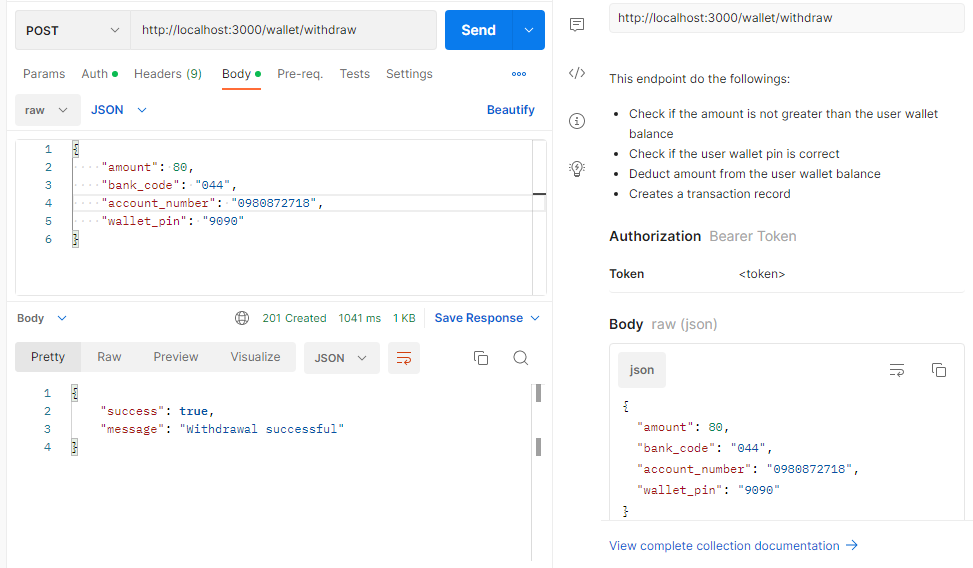 POST
http://localhost:3000/wallet/withdraw
Send
Params Auth Headers (9) Body Pre-req. Tests Settings
raw JSON Beautify
1 {
2 "amount": 80,
3 "bank_code": "044",
4 "account_number": "0980872718",
5 "wallet_pin": "9090"
6 }
Body 201 Created 1041 ms 1 KB Save Response
Pretty Raw Preview Visualize JSON
1 {
2 "success": true,
3 "message": "Withdrawal successful"
4 }
http://localhost:3000/wallet/withdraw
This endpoint do the followings:
• Check if the amount is not greater than the user wallet
balance
• Check if the user wallet pin is correct
• Deduct amount from the user wallet balance
• Creates a transaction record
Authorization Bearer Token
Token <token>
Body raw (json)
json
{
"amount": 80,
"bank_code": "044",
"account_number": "0980872718",
"wallet_pin": "9090"
}
View complete collection documentation →